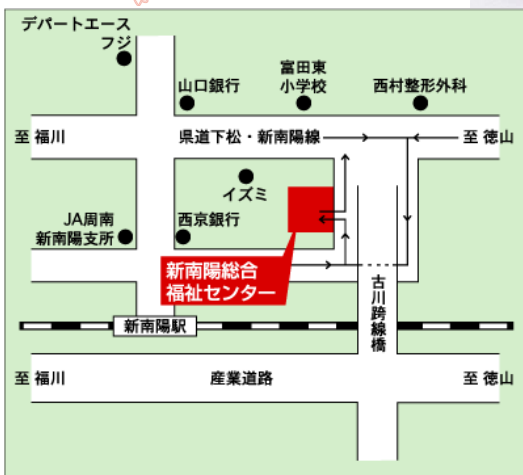 デパートエース
フジ
山口銀行
富田東
小学校
西村整形外科
至 福川
県道下松・新南陽線
至 徳山
イズミ
JA周南
新南陽支所
西京銀行
新南陽総合
福祉センター
古川跨線橋
新南陽駅
至 福川
産業道路
至 徳山